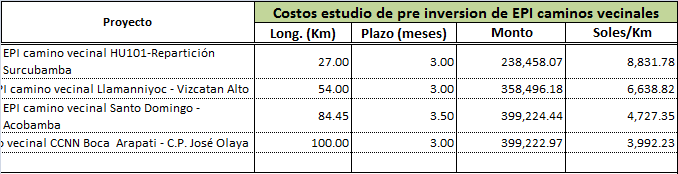 Proyecto
Costos estudio de pre inversion de EPI caminos vecinales
Long. (Km) Plazo (meses) Monto Soles/Km
EPI camino vecinal HU101-Repartición
Surcubamba
27.00 3.00 238,458.07 8,831.78
PI camino vecinal Llamanniyoc - Vizcatan Alto 54.00 3.00 358,496.18 6,638.82
EPI camino vecinal Santo Domingo -
Acobamba
84.45 3.50 399,224.44 4,727.35
o vecinal CCNN Boca Arapati - C.P. José Olaya 100.00 3.00 399,222.97 3,992.23